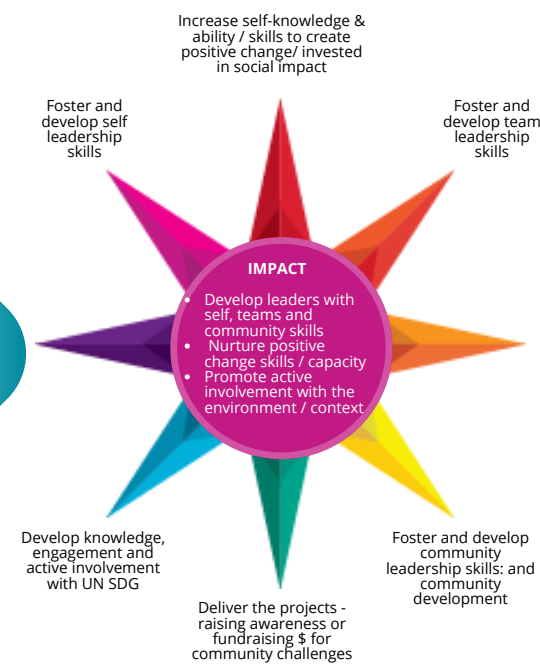 Increase self-knowledge &
ability / skills to create
positive change/ invested
in social impact
Foster and
develop self
leadership
skills
Foster and
develop team
leadership
skills
IMPACT
• Develop leaders with
self, teams and
community skills
• Nurture positive
change skills / capacity
• Promote active
involvement with the
environment / context
Develop knowledge,
engagement and
active involvement
with UN SDG
Foster and develop
community
leadership skills: and
community
development
Deliver the projects -
raising awareness or
fundraising $ for
community challenges